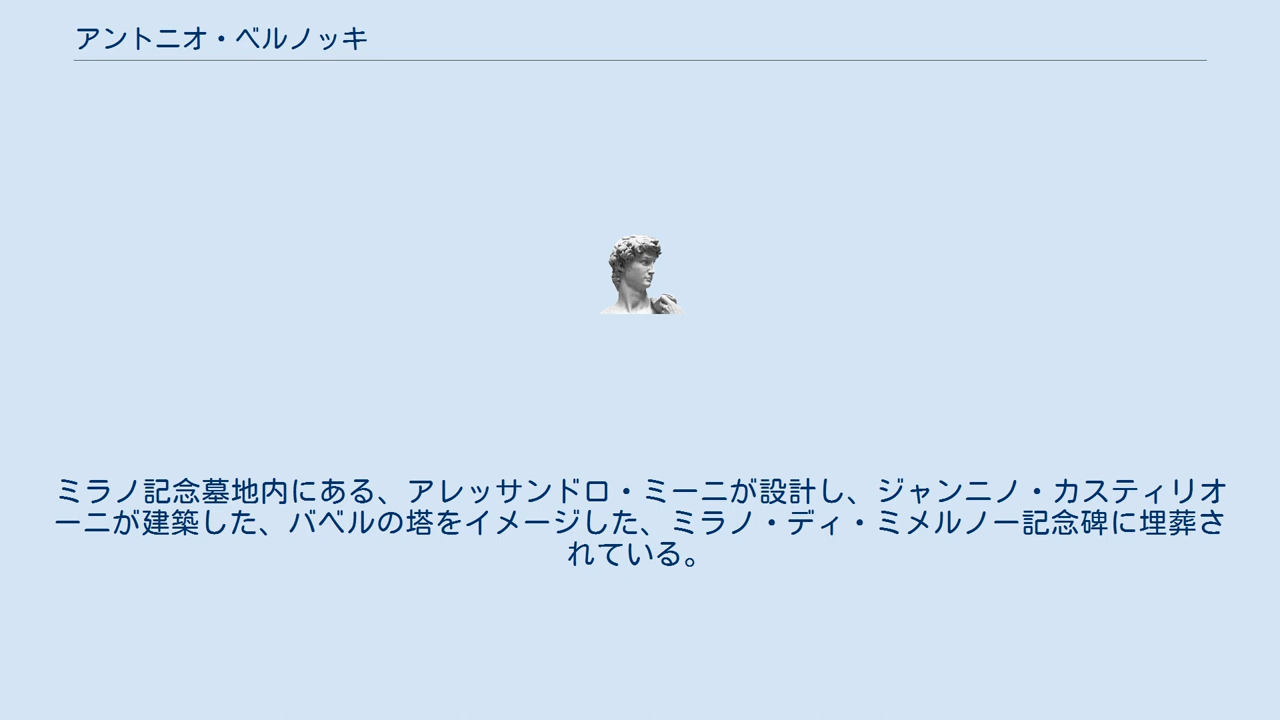 アントニオ・ベルノッキ
ミラノ記念墓地内にある、アレッサンドロ・ミーニが設計し、ジャンニノ・カスティリオ
ーニが建築した、バベルの塔をイメージした、ミラノ・ディ・ミメルノー記念碑に埋葬さ
れている。